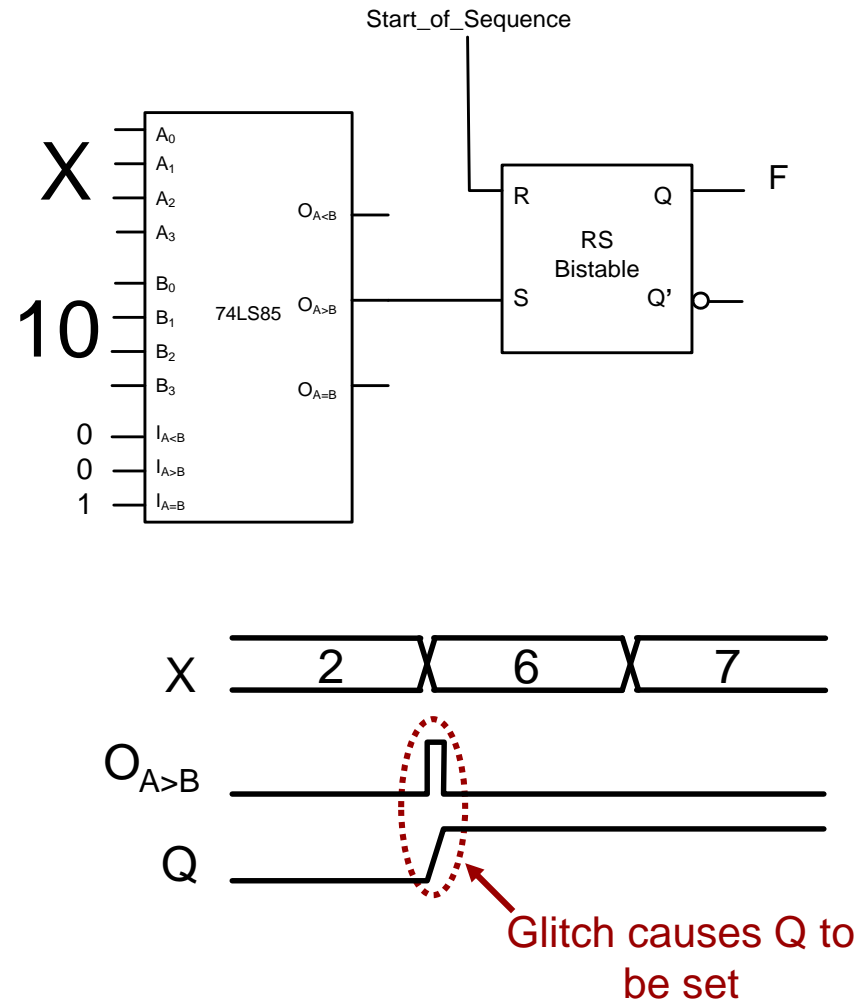 Start_of_Sequence
X
A0
A1
A2
A3
10
B0
B1
B2
B3
0 IA<B
0 IA>B
1 IA=B
74LS85
OA<B
OA>B
OA=B
R
S
RS
Bistable
Q
Q’
F
X 2 6 7
OA>B
Q
Glitch causes Q to
be set